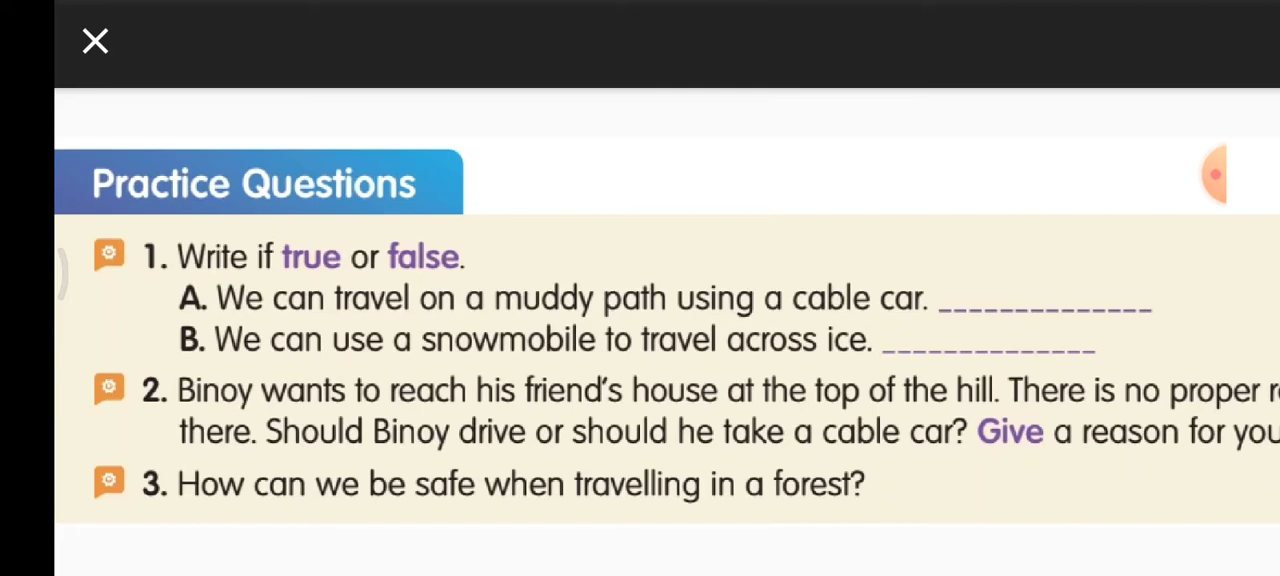 Practice Questions
1. Write if true or false.
A. We can travel on a muddy path using a cable car. ______________
B. We can use a snowmobile to travel across ice. ______________
2. Binoy wants to reach his friend's house at the top of the hill. There is no proper
there. Should Binoy drive or should he take a cable car? Give a reason for
3. How can we be safe when travelling in a forest?